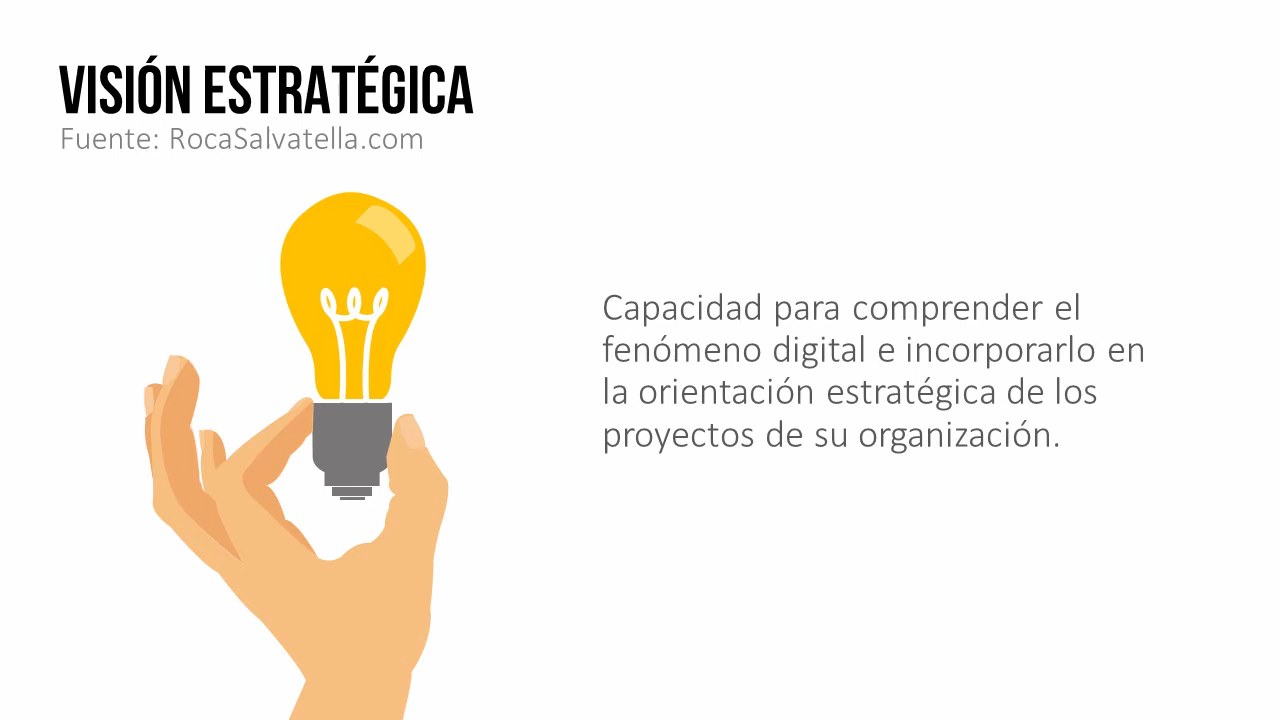 VISIÓN ESTRATÉGICA
Fuente: RocaSalvatella.com
Capacidad para comprender el
fenómeno digital e incorporarlo en
la orientación estratégica de los
proyectos de su organización.